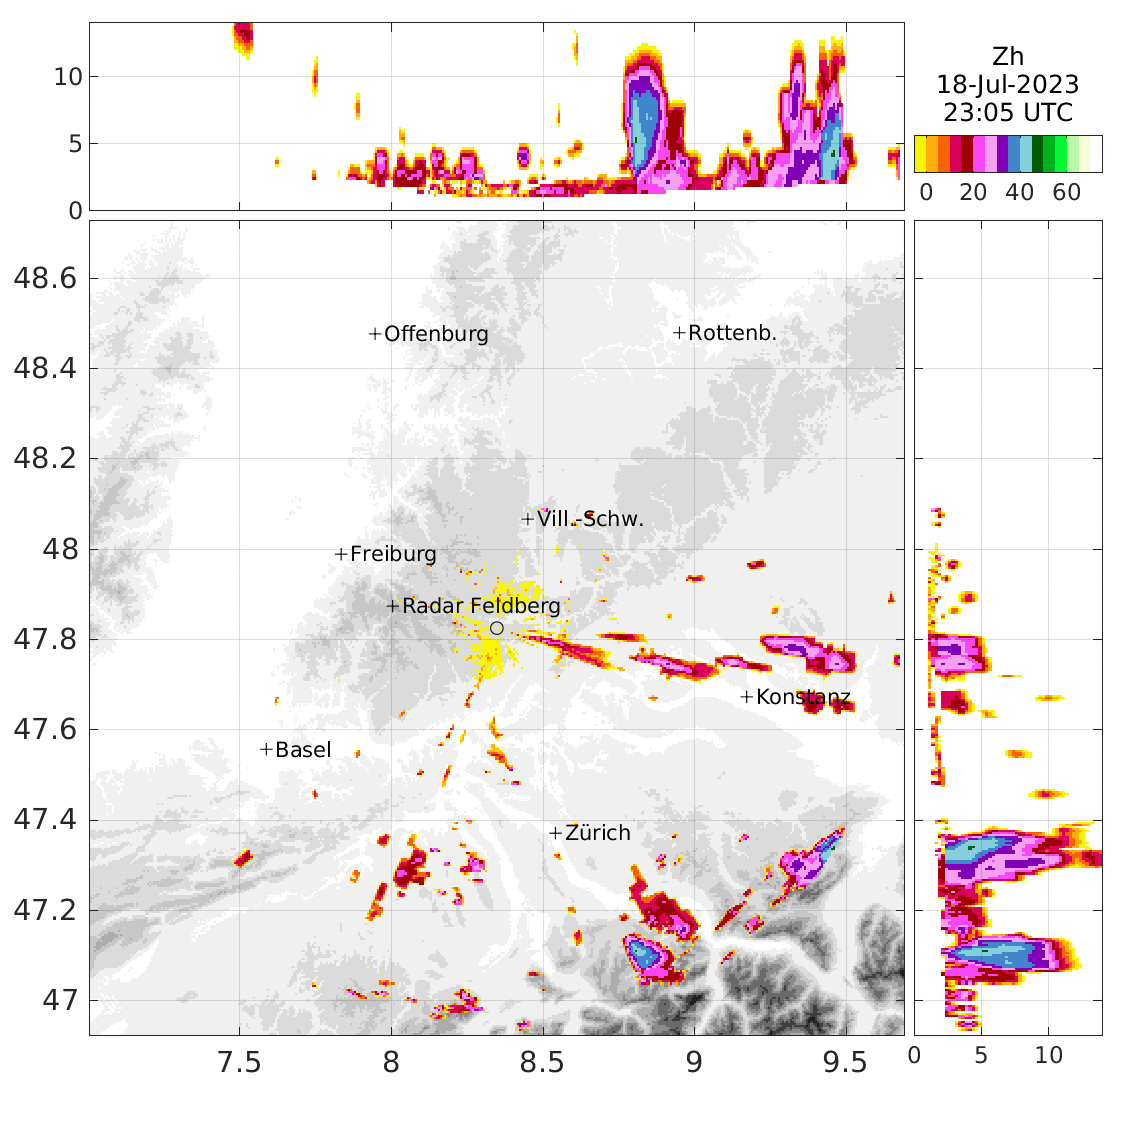 10
5
0
Zh
18-Jul-2023
23:05 UTC
0 20 40 60
48.6
48.4
48.2
48
47.8
47.6
47.4
47.2
47
+Offenburg
+Rottenb.
+Vill.-Schw.
+Freiburg
+Radar Feldberg
+Konstanz
+Basel
+Zürich
7.5 8 8.5 9 9.5
0 5 10